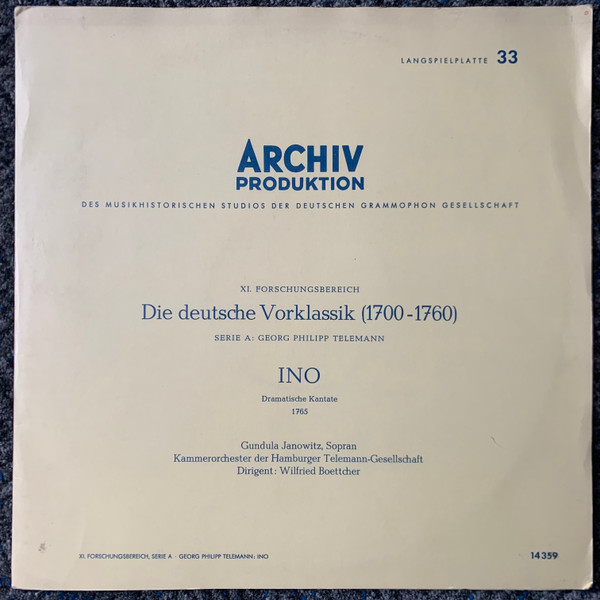 LANGSPIELPLATTE 33
ARCHIV
PRODUKTION
DES MUSIKHISTORISCHEN STUDIOS DER DEUTSCHEN GRAMMOPHON GESELLSCHAFT
XI. FORSCHUNGSBEREICH
Die deutsche Vorklassik (1700-1760)
SERIE A: GEORG PHILIPP TELEMANN
INO
Dramatische Kantate
1765
Gundula Janowitz, Sopran
Kammerorchester der Hamburger Telemann-Gesellschaft
Dirigent: Wilfried Boettcher
XI. FORSCHUNGSBEREICH, SERIE A - GEORG PHILIPP TELEMANN: INO
14359